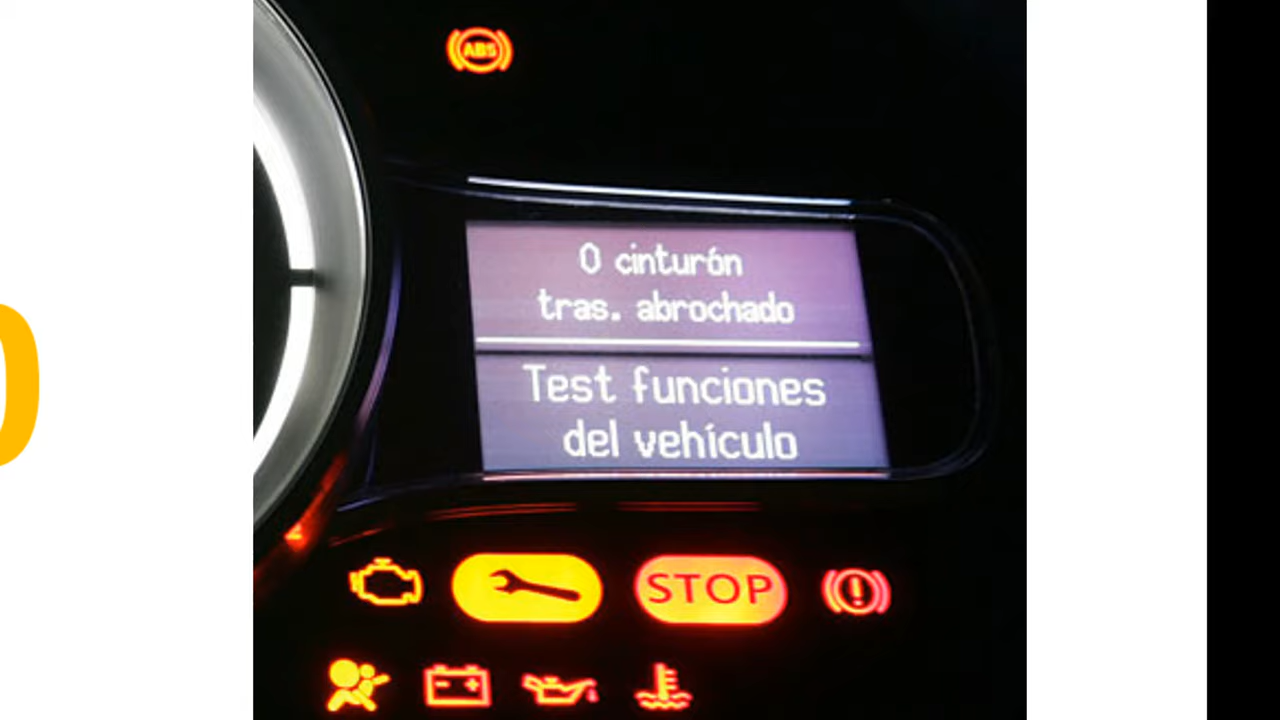 ABS
0 cinturón
tras. abrochado
Test funciones
del vehículo
STOP